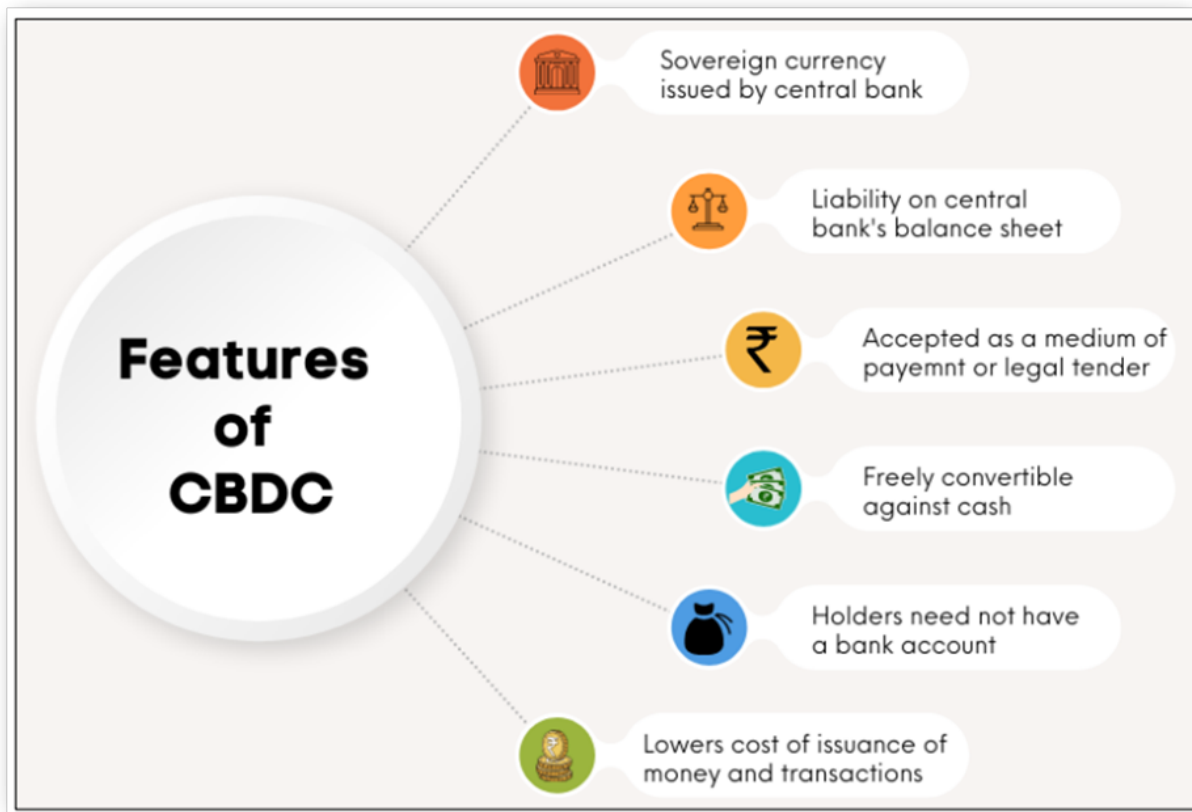 Features
of
CBDC
Sovereign currency
issued by central bank
Liability on central
bank's balance sheet
₹
Accepted as a medium of
payemnt or legal tender
Freely convertible
against cash
Holders need not have
a bank account
Lowers cost of issuance of
money and transactions